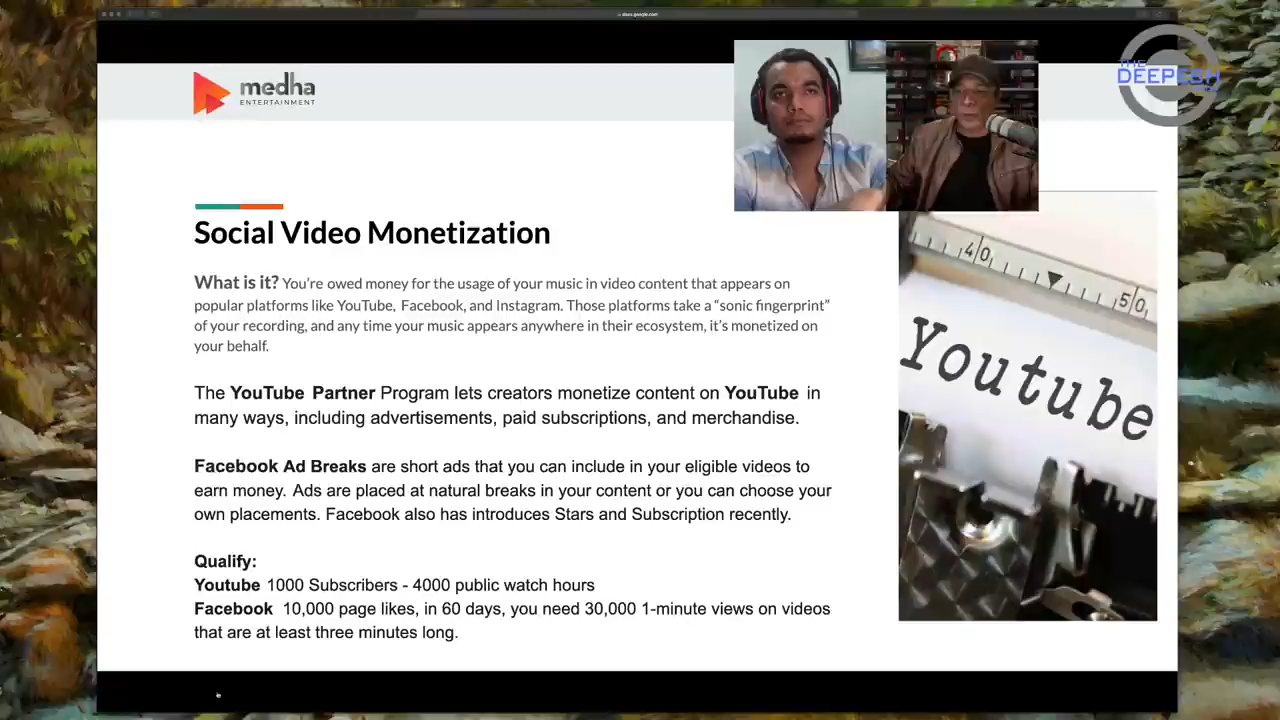 docs.google.com
medha
ENTERTAINMENT
THE
DEEPESH
Social Video Monetization
What is it? You're owed money for the usage of your music in video content that appears on
popular platforms like YouTube, Facebook, and Instagram. Those platforms take a “sonic fingerprint”
of your recording, and any time your music appears anywhere in their ecosystem, it's monetized on
your behalf.
The YouTube Partner Program lets creators monetize content on YouTube in
many ways, including advertisements, paid subscriptions, and merchandise.
Facebook Ad Breaks are short ads that you can include in your eligible videos to
earn money. Ads are placed at natural breaks in your content or you can choose your
own placements. Facebook also has introduces Stars and Subscription recently.
Qualify:
Youtube 1000 Subscribers - 4000 public watch hours
Facebook 10,000 page likes, in 60 days, you need 30,000 1-minute views on videos
that are at least three minutes long.
40 50
Youtube